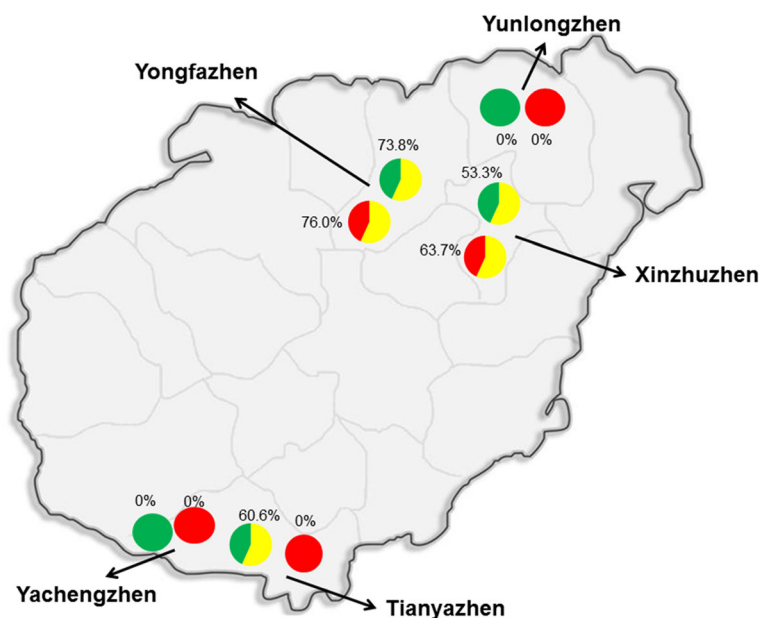 Yunlongzhen
Yongfazhen
0% 0%
73.8%
53.3%
76.0%
63.7%
Xinzhuzhen
0% 0% 60.6% 0%
Yachengzhen
Tianyazhen